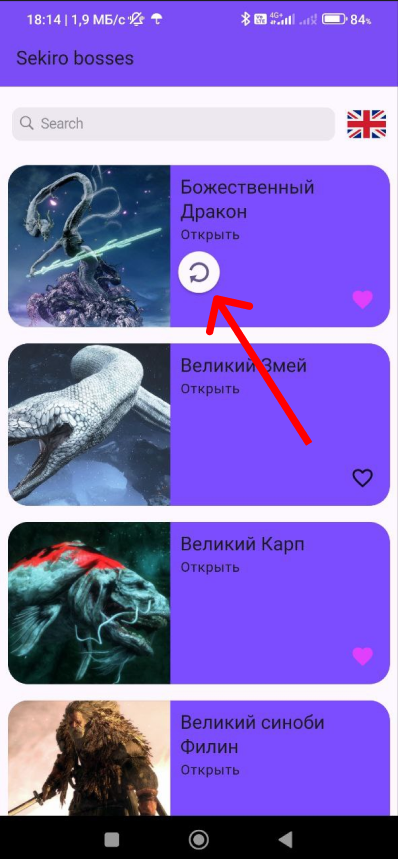 18:14 | 1,9 МБ/с
4G+
84%
Sekiro bosses
Search
Божественный
Дракон
Открыть
Великий Змей
Открыть
Великий Карп
Открыть
Великий синоби
Филин
Открыть